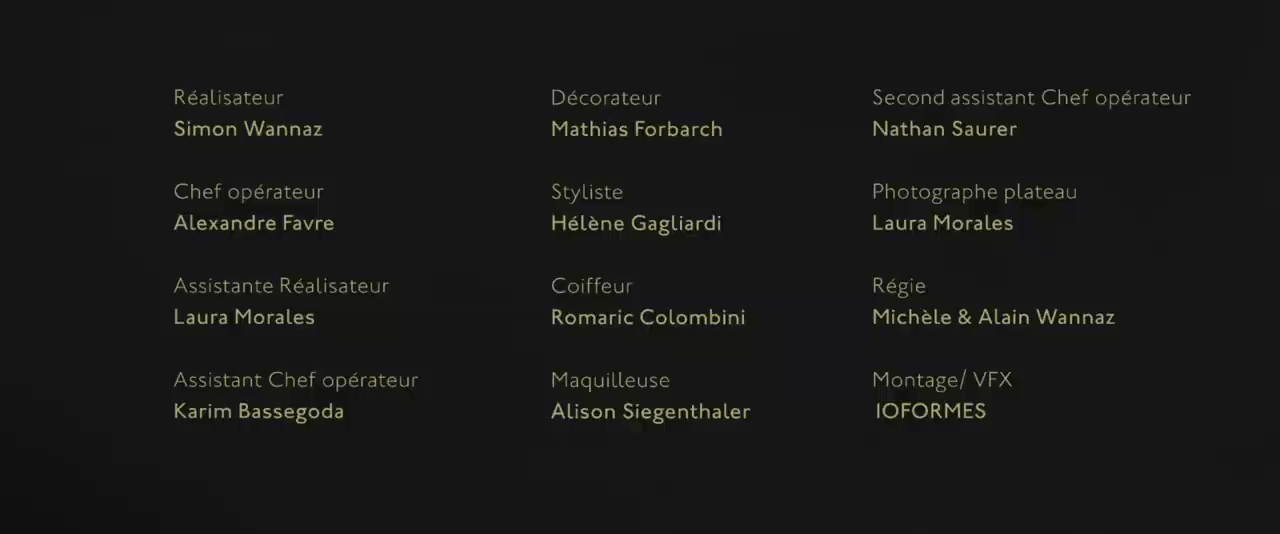 Réalisateur
Simon Wannaz
Chef opérateur
Alexandre Favre
Assistante Réalisateur
Laura Morales
Assistant Chef opérateur
Karim Bassegoda
Décorateur
Mathias Forbarch
Styliste
Hélène Gagliardi
Coiffeur
Romaric Colombini
Maquilleuse
Alison Siegenthaler
Second assistant Chef opérateur
Nathan Saurer
Photographe plateau
Laura Morales
Régie
Michèle & Alain Wannaz
Montage/ VFX
IOFORMES